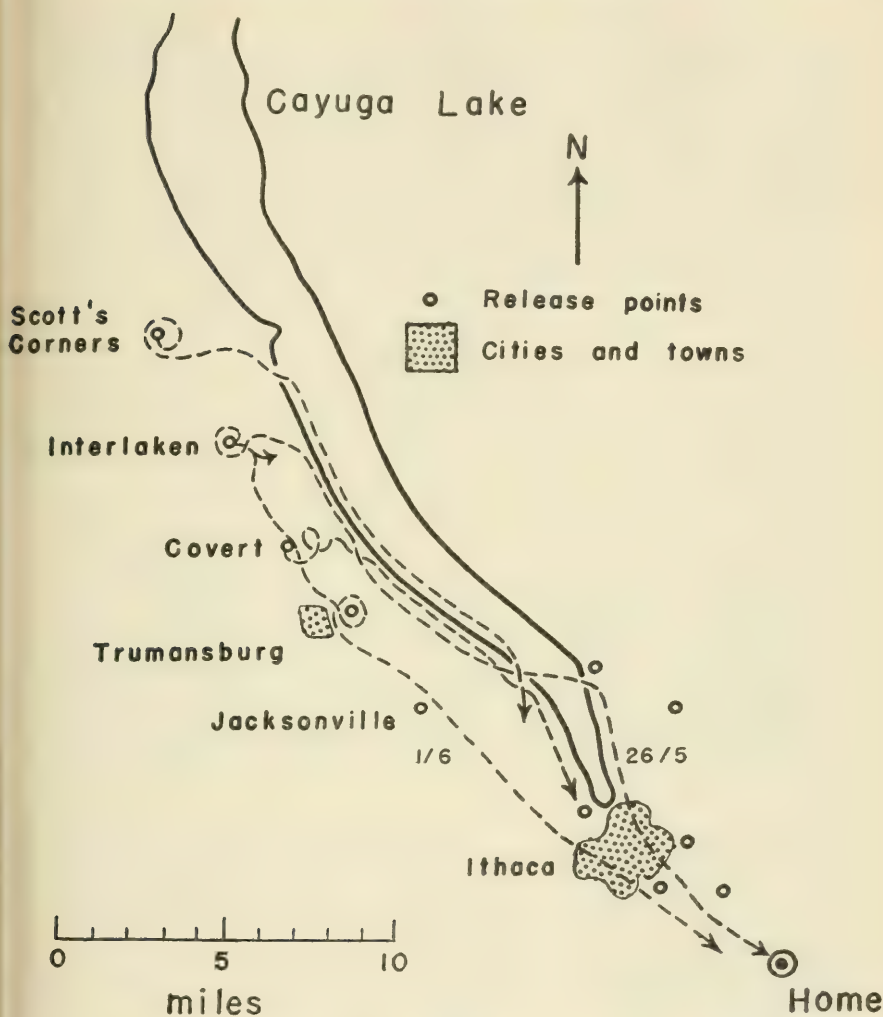 Cayuga Lake
N
Release points
Cities and towns
Scott's
Corners
Interlaken
Covert
Trumansburg
Jacksonville
1/6
26/5
Ithaca
0 5 10
miles
Home